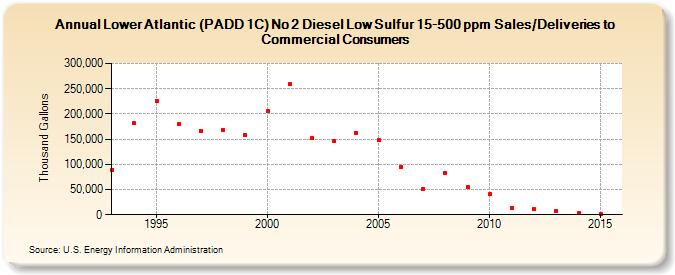 Annual Lower Atlantic (PADD 1C) No 2 Diesel Low Sulfur 15-500 ppm Sales/Deliveries to
Commercial Consumers
Thousand Gallons
300,000
250,000
200,000
150,000
100,000
50,000
0
1995 2000 2005 2010 2015
Source: U.S. Energy Information Administration